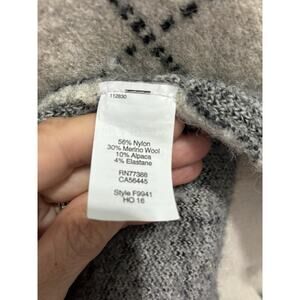 112830
56% Nylon
30% Merino Wool
10% Alpaca
4% Elastane
RN77388
CA56445
Style F9941
HO 16